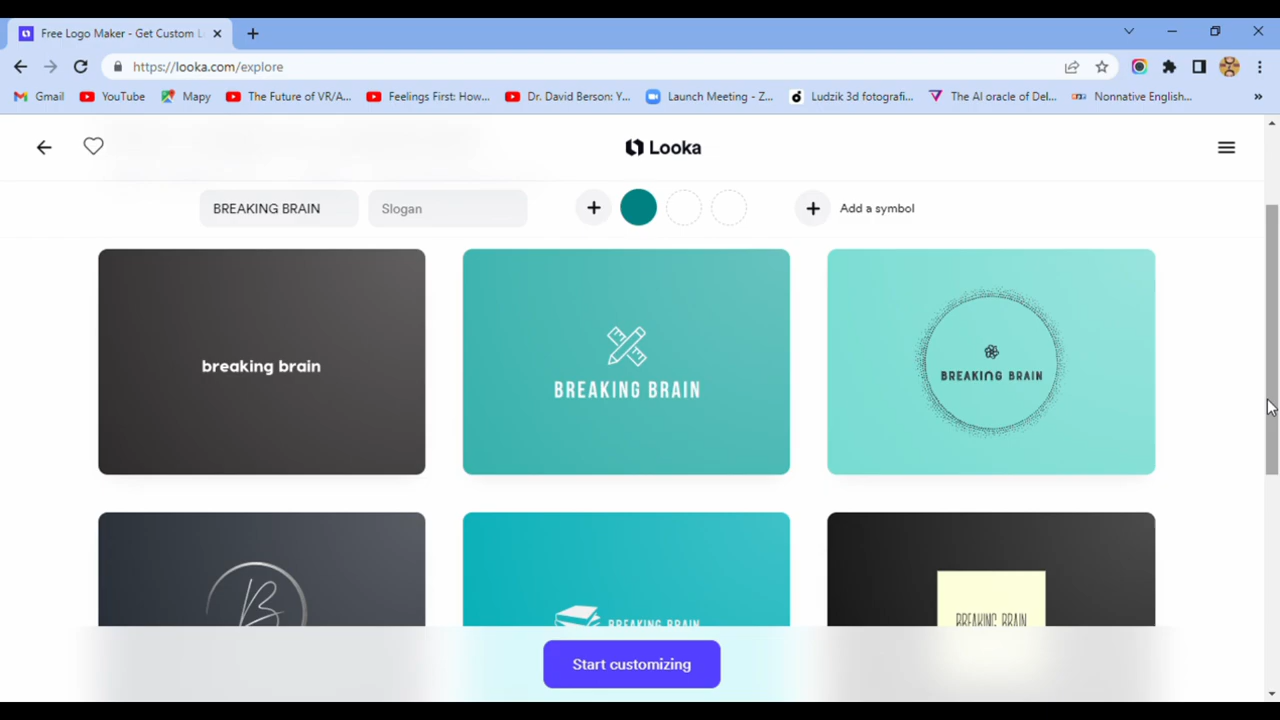 Free Logo Maker - Get Custom L
https://looka.com/explore
Gmail
YouTube
Mapy
The Future of VR/A...
Feelings First: How...
Dr. David Berson: Y...
Launch Meeting - Z...
Ludzik 3d fotografi...
The AI oracle of Del...
Nonnative English...
Looka
BREAKING BRAIN
Slogan
Add a symbol
breaking brain
BREAKING BRAIN
BREAKING BRAIN
B
BREAKING BRAIN
BREAKING BRAIN
Start customizing